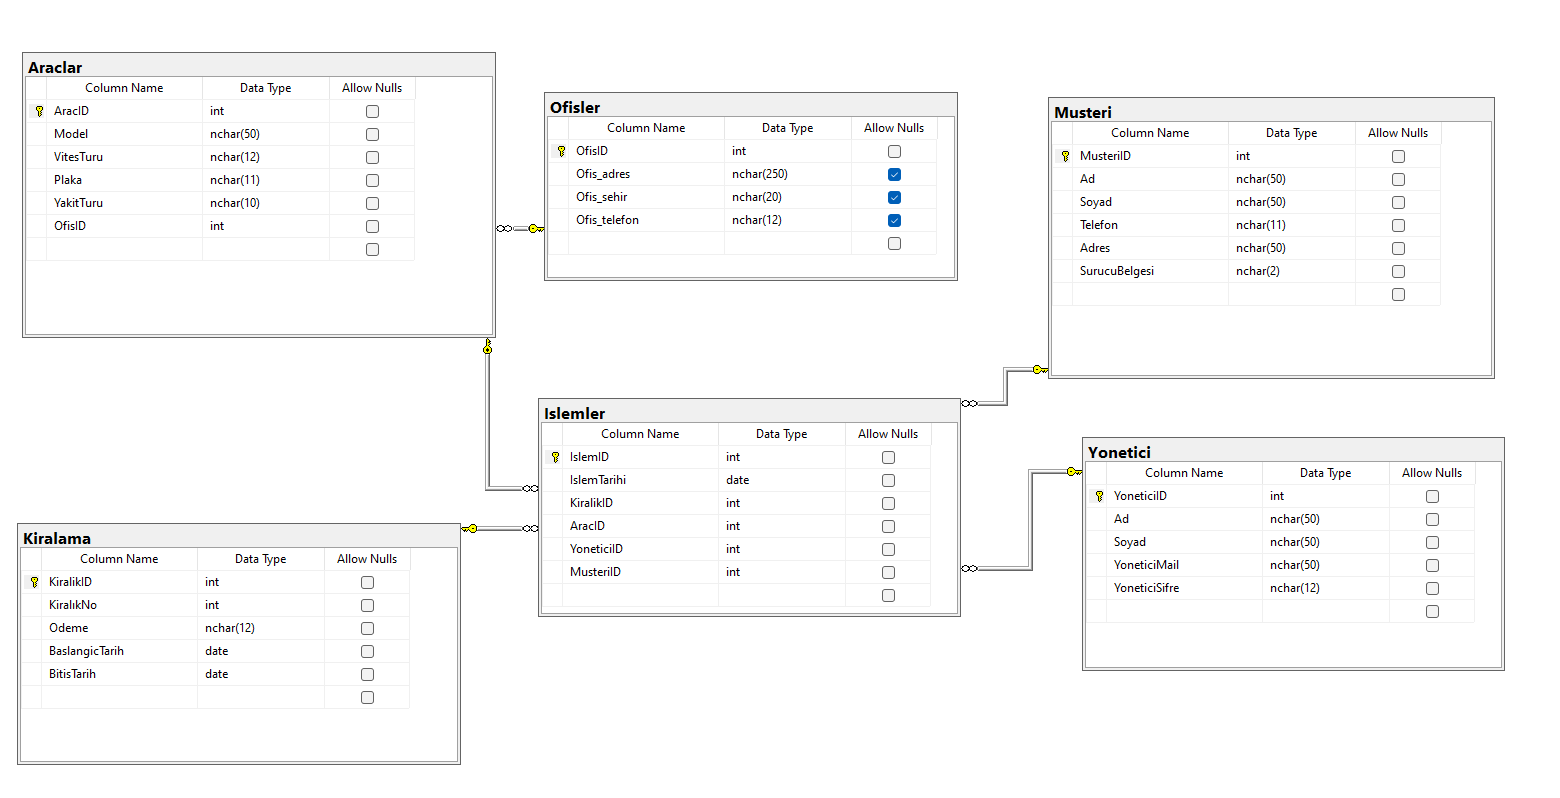 Araclar
Column Name Data Type Allow Nulls
AracID int
Model nchar(50)
VitesTuru nchar(12)
Plaka nchar(11)
YakitTuru nchar(10)
OfisID int
Ofisler
Column Name Data Type Allow Nulls
OfisID int
Ofis_adres nchar(250)
Ofis_sehir nchar(20)
Ofis_telefon nchar(12)
Musteri
Column Name Data Type Allow Nulls
MusteriID int
Ad nchar(50)
Soyad nchar(50)
Telefon nchar(11)
Adres nchar(50)
SurucuBelgesi nchar(2)
Islemler
Column Name Data Type Allow Nulls
IslemID int
IslemTarihi date
KiralikID int
AracID int
YoneticiID int
MusteriID int
Yonetici
Column Name Data Type Allow Nulls
YoneticiID int
Ad nchar(50)
Soyad nchar(50)
YoneticiMail nchar(50)
YoneticiSifre nchar(12)
Kiralama
Column Name Data Type Allow Nulls
KiralikID int
KiralıkNo int
Odeme nchar(12)
BaslangicTarih date
BitisTarih date